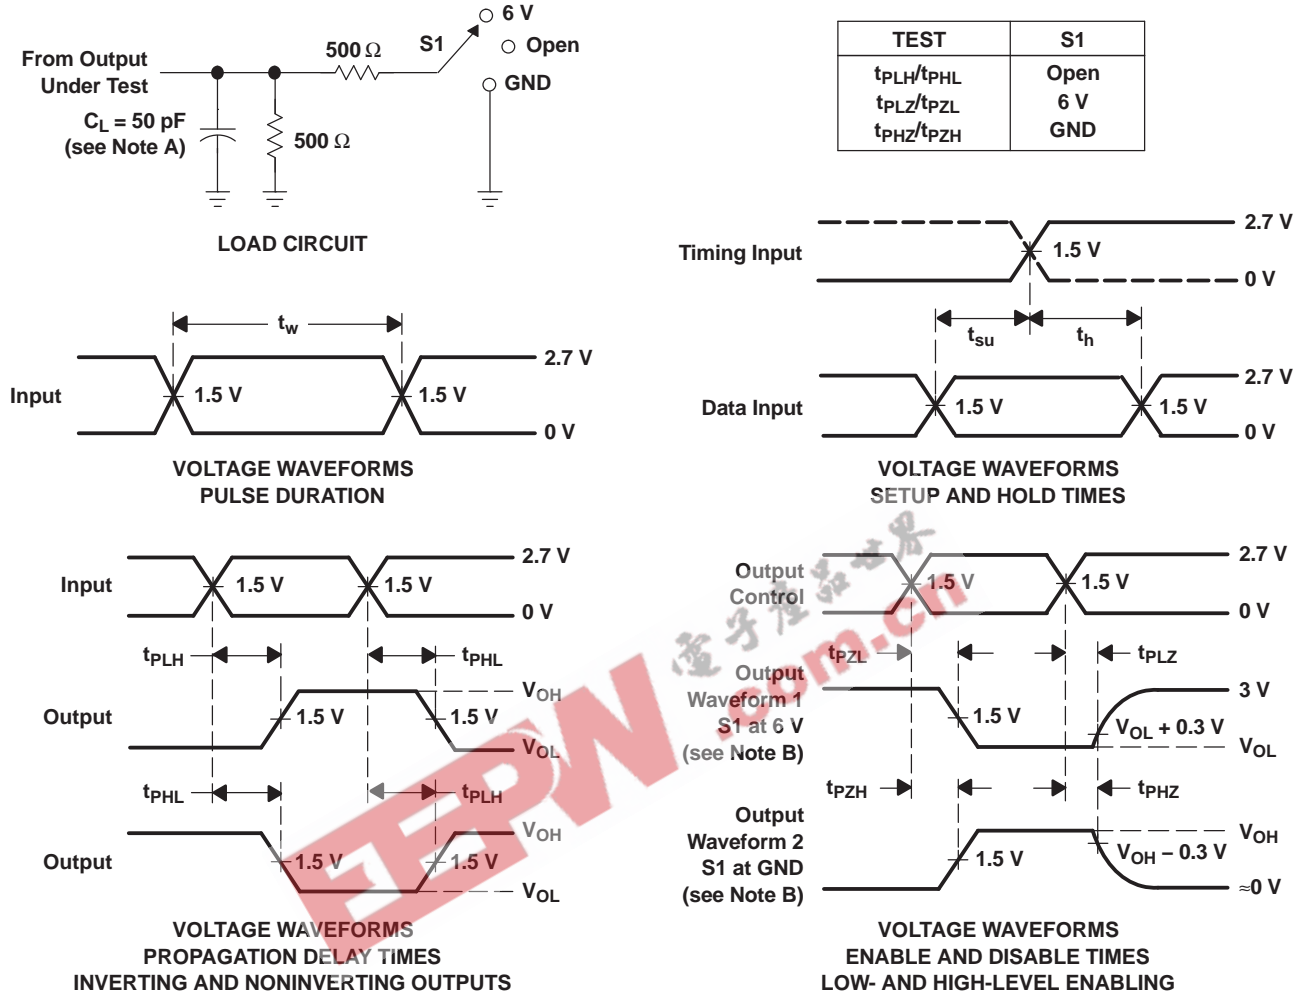 6 V
S1
Open
GND
500 Ω
From Output
Under Test
CL = 50 pF
(see Note A)
500 Ω
LOAD CIRCUIT
TEST S1
tPLH/tPHL Open
tPLZ/tPZL 6 V
tPHZ/tPZH GND
Timing Input
2.7 V
1.5 V
0 V
tsu
th
Data Input
2.7 V
1.5 V
1.5 V
0 V
VOLTAGE WAVEFORMS
SETUP AND HOLD TIMES
tw
Input
2.7 V
1.5 V
1.5 V
0 V
VOLTAGE WAVEFORMS
PULSE DURATION
Input
2.7 V
1.5 V
1.5 V
0 V
tPLH
tPHL
Output
VOH
1.5 V
1.5 V
VOL
tPHL
tPLH
Output
VOH
1.5 V
1.5 V
VOL
VOLTAGE WAVEFORMS
PROPAGATION DELAY TIMES
INVERTING AND NONINVERTING OUTPUTS
Output
Control
2.7 V
1.5 V
1.5 V
0 V
tPZL
tPLZ
Output
Waveform 1
S1 at 6 V
(see Note B)
3 V
1.5 V
VOL + 0.3 V
VOL
tPZH
tPHZ
Output
Waveform 2
S1 at GND
(see Note B)
VOH
1.5 V
VOH − 0.3 V
≈0 V
VOLTAGE WAVEFORMS
ENABLE AND DISABLE TIMES
LOW- AND HIGH-LEVEL ENABLING
EEPW
.com.cn
電子產品世界